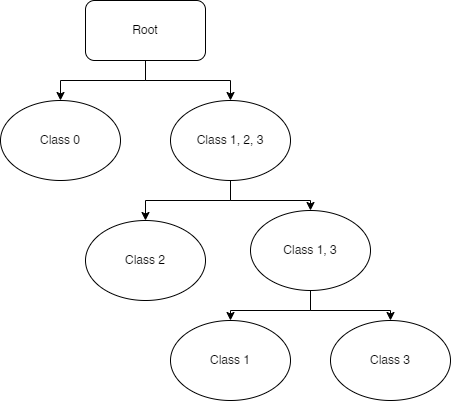 Root
Class 0
Class 1, 2, 3
Class 2
Class 1, 3
Class 1
Class 3